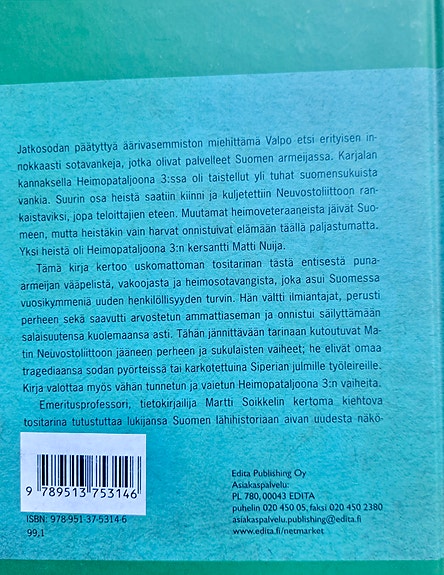 Jatkosodan päätyttyä äärivasemmiston miehittämä Valpo etsi erityisen in-
nokkaasti sotavankeja, jotka olivat palvelleet Suomen armeijassa. Karjalan
kannaksella Heimopataljoona 3:ssa oli taistellut yli tuhat suomensukuista
vankia. Suurin osa heistä saatiin kiinni ja kuljetettiin Neuvostoliittoon ran-
kaistaviksi, jopa teloittajien eteen. Muutamat heimoveteraaneista jäivät Suo-
meen, mutta heistäkin vain harvat onnistuivat elämään täällä paljastumatta.
Yksi heistä oli Heimopataljoona 3:n kersantti Matti Nuija.
Tämä kirja kertoo uskomattoman tositarinan tästä entisestä puna-
armeijan vääpelistä, vakoojasta ja heimosotavangista, joka asui Suomessa
vuosikymmeniä uuden henkilöllisyyden turvin. Hän vältti ilmiantajat, perusti
perheen sekä saavutti arvostetun ammattiaseman ja onnistui säilyttämään
salaisuutensa kuolemaansa asti. Tähän jännittävään tarinaan kutoutuvat Ma-
tin Neuvostoliittoon jääneen perheen ja sukulaisten vaiheet; he elivät omaa
tragediaansa sodan pyörteissä tai karkotettuina Siperian julmille työleireille.
Kirja valottaa myös vähän tunnetun ja vaietun Heimopataljoona 3:n vaiheita.
Emeritusprofessori, tietokirjailija Martti Soikkelin kertoma kiehtova
tositarina tutustuttaa lukijansa Suomen lähihistoriaan aivan uudesta näkö-
9 789513 753146
ISBN: 978-951-37-5314-6
99,1
Edita Publishing Oy
Asiakaspalvelu:
PL 780, 00043 EDITA
puhelin 020 450 05, faksi 020 450 2380
asiakaspalvelu.publishing@edita.fi
www.edita.fi/netmarket